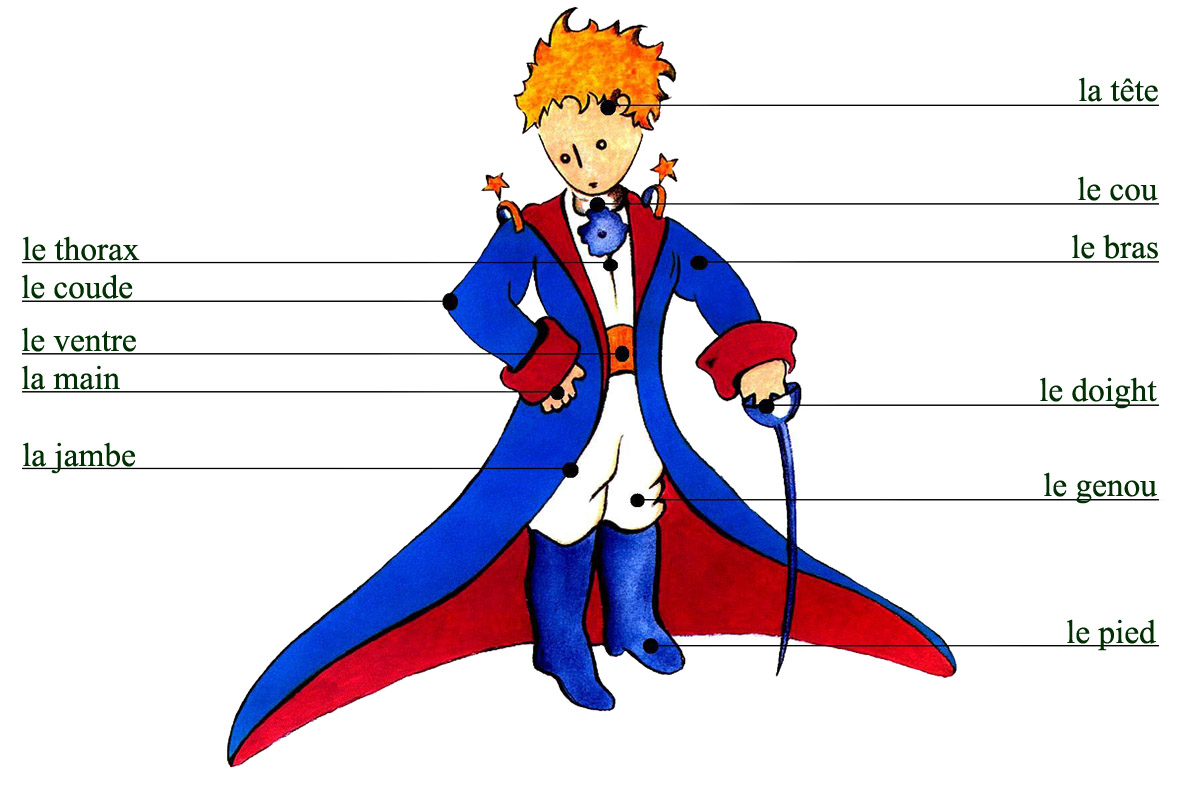 la tête
le cou
le bras
le thorax
le coude
le ventre
la main
le doight
la jambe
le genou
le pied